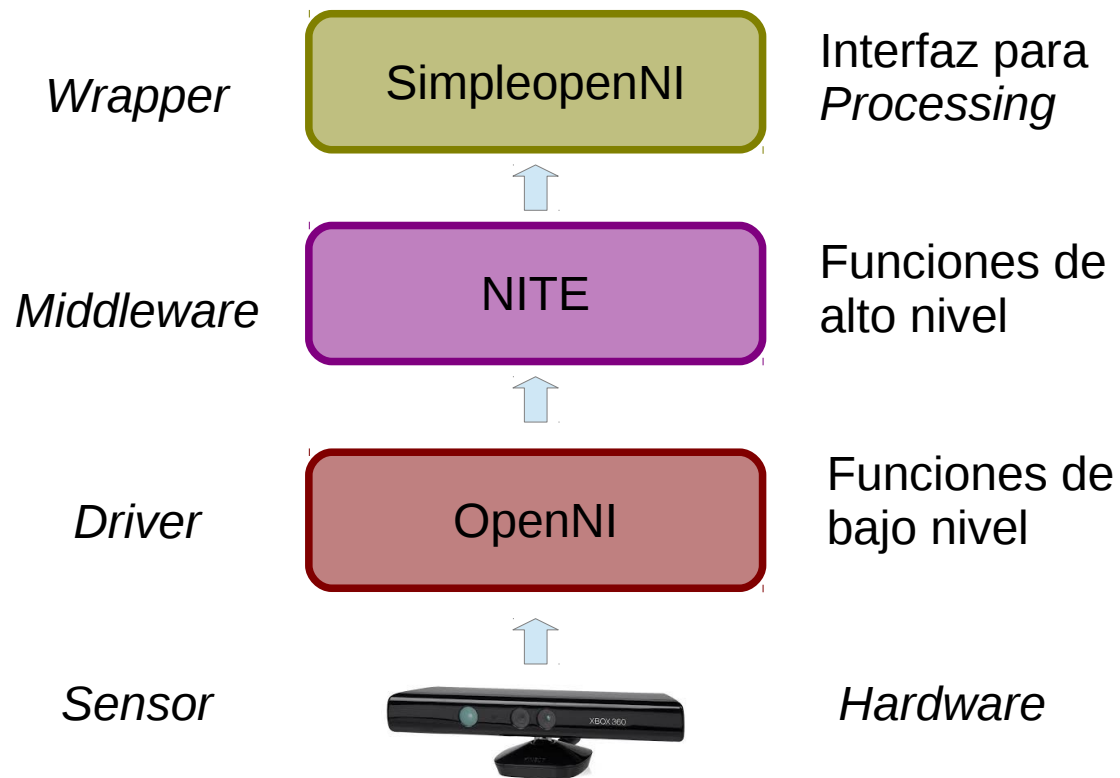 Wrapper
SimpleopenNI
Interfaz para
Processing
Middleware
NITE
Funciones de
alto nivel
Driver
OpenNI
Funciones de
bajo nivel
Sensor
XBOX 360
Hardware